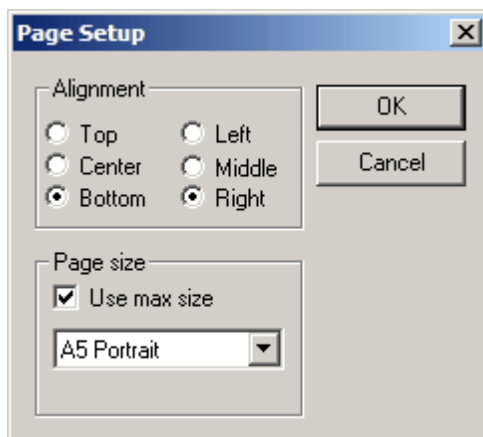 Page Setup
Alignment
Top
Left
Center
Middle
Bottom
Right
OK
Cancel
Page size
Use max size
A5 Portrait